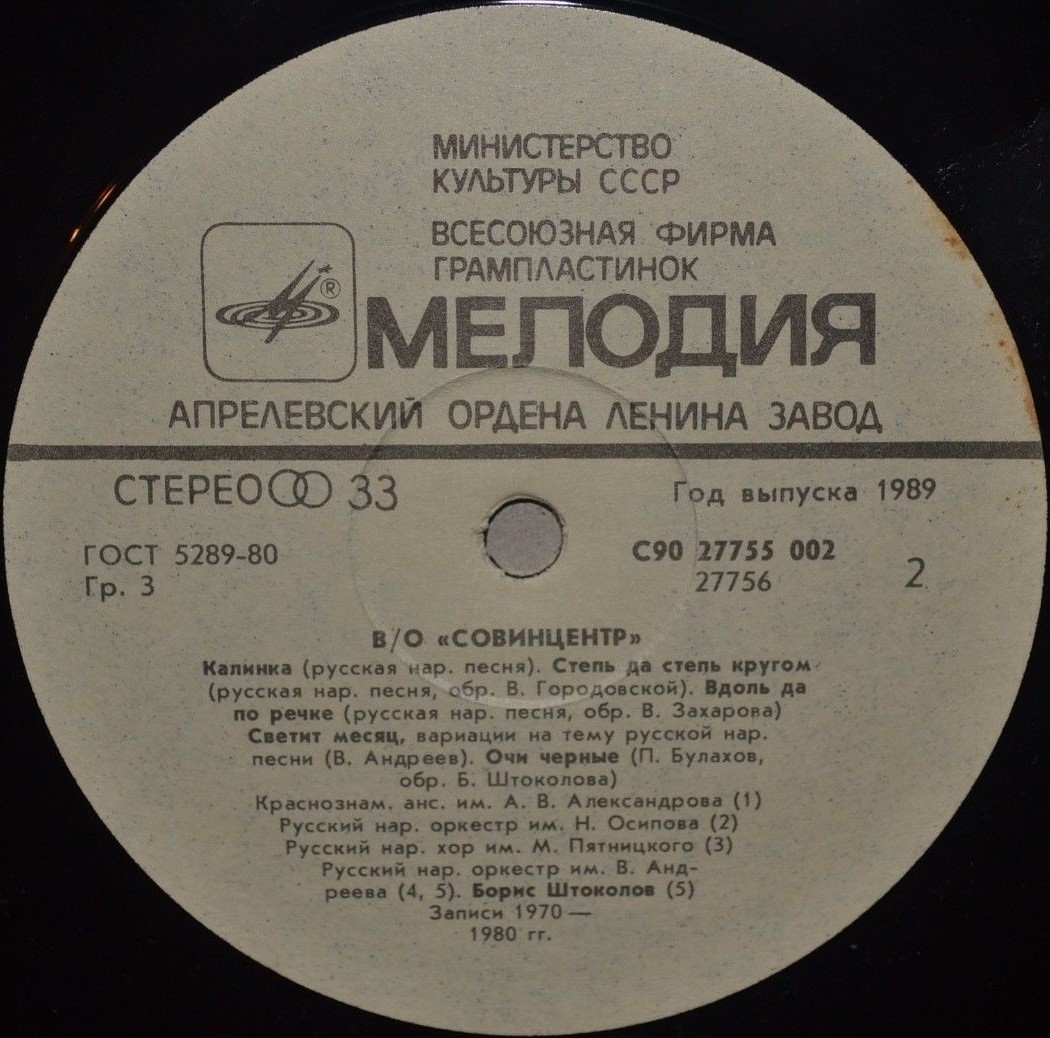 МИНИСТЕРСТВО
КУЛЬТУРЫ СССР
ВСЕСОЮЗНАЯ ФИРМА
ГРАМПЛАСТИНОК
®
МЕЛОДИЯ
АПРЕЛЕВСКИЙ ОРДЕНА ЛЕНИНА ЗАВОД
СТЕРЕО 33
Год выпуска 1989
ГОСТ 5289-80
Гр. 3
С90 27755 002
27756
2
В/О «СОВИНЦЕНТР»
Калинка (русская нар. песня). Степь да степь кругом
(русская нар. песня, обр. В. Городовской). Вдоль да
по речке (русская нар. песня, обр. В. Захарова)
Светит месяц, вариации на тему русской нар.
песни (В. Андреев). Очи черные (П. Булахов,
обр. Б. Штоколова)
Краснознам. анс. им. А. В. Александрова (1)
Русский нар. оркестр им. Н. Осипова (2)
Русский нар. хор им. М. Пятницкого (3)
Русский нар. оркестр им. В. Анд-
реева (4, 5). Борис Штоколов (5)
Записи 1970—
1980 гг.